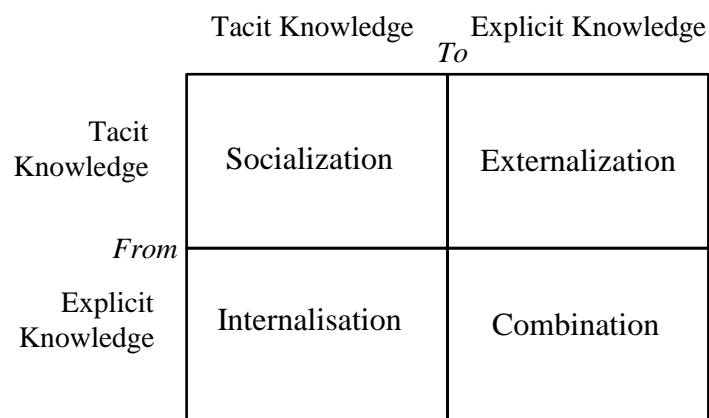 Tacit Knowledge Explicit Knowledge
To
Tacit
Knowledge
Socialization Externalization
From
Explicit
Knowledge
Internalisation Combination